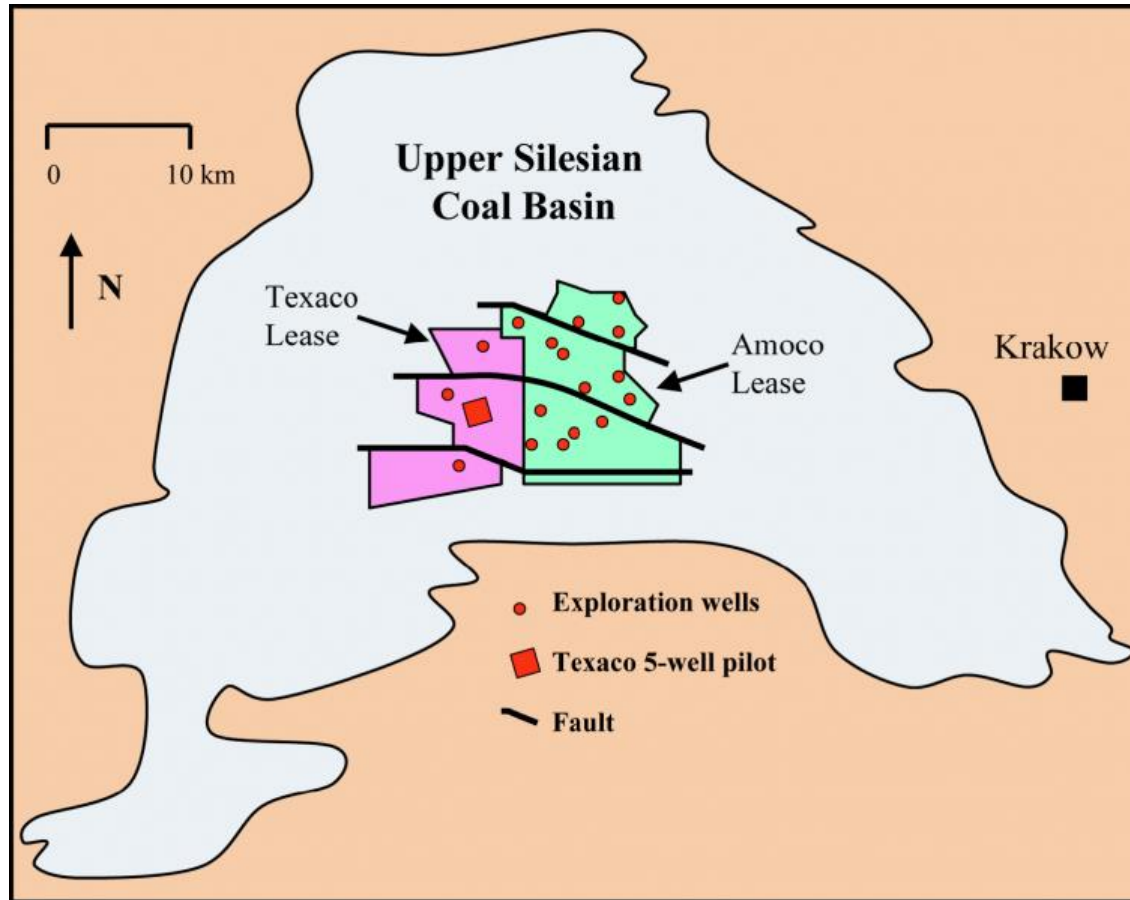 Upper Silesian
Coal Basin
0
10 km
N
Texaco
Lease
Amoco
Lease
Krakow
Exploration wells
Texaco 5-well pilot
Fault